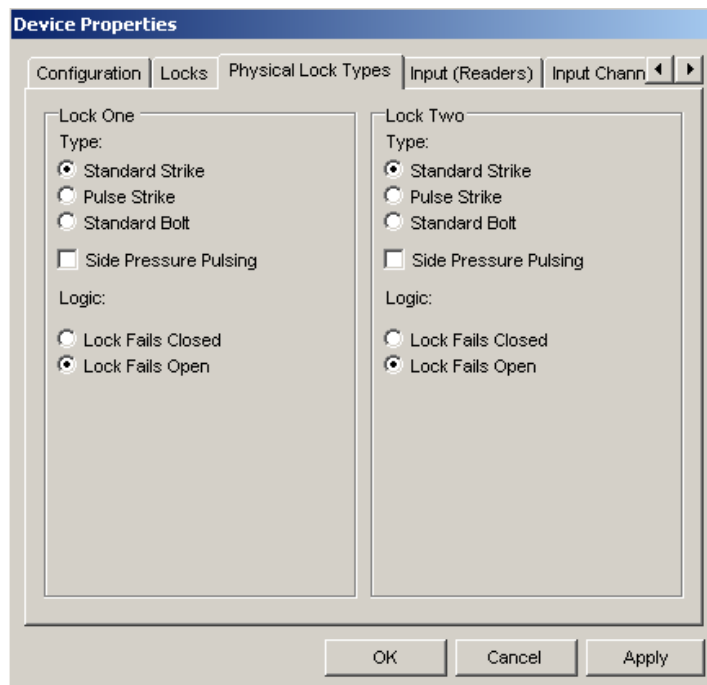 Device Properties
Configuration Locks Physical Lock Types Input (Readers) Input Chann
Lock One
Type:
Standard Strike
Pulse Strike
Standard Bolt
Side Pressure Pulsing
Logic:
Lock Fails Closed
Lock Fails Open
Lock Two
Type:
Standard Strike
Pulse Strike
Standard Bolt
Side Pressure Pulsing
Logic:
Lock Fails Closed
Lock Fails Open
OK Cancel Apply